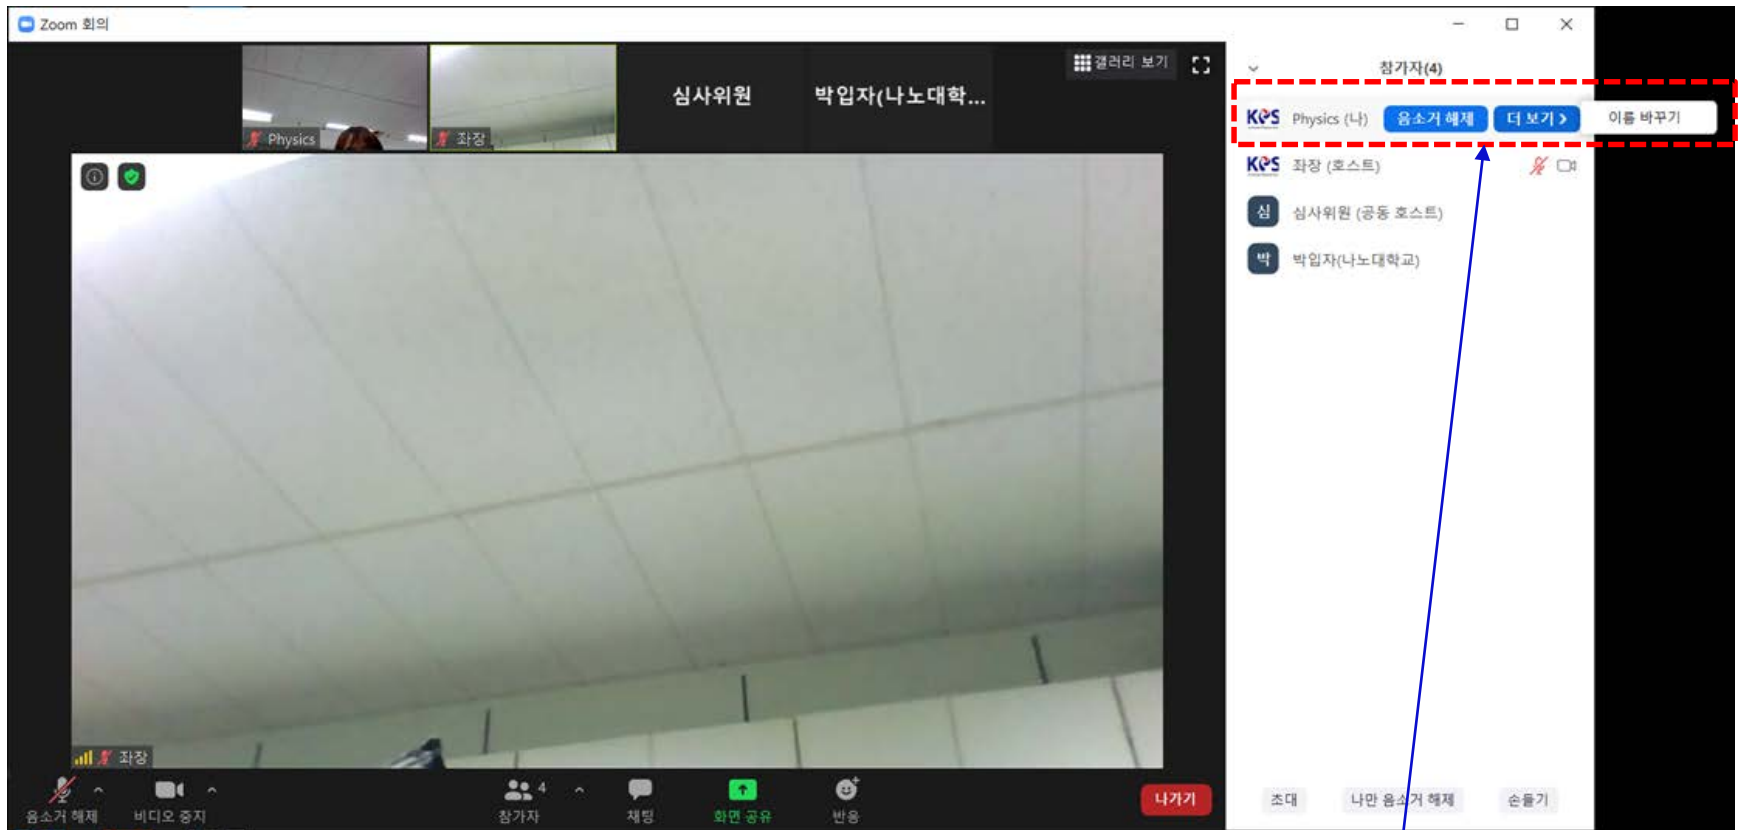 Zoom 회의
Physics
좌장
심사위원
박입자(나노대학...
갤러리 보기
참가자(4)
KPS Physics (나) 음소거 해제 더 보기 > 이름 바꾸기
KPS 좌장 (호스트)
심 심사위원 (공동 호스트)
박 박입자(나노대학교)
좌장
음소거 해제
비디오 중지
4
참가자
채팅
화면 공유
반응
나가기
초대
나만 음소거 해제
손들기